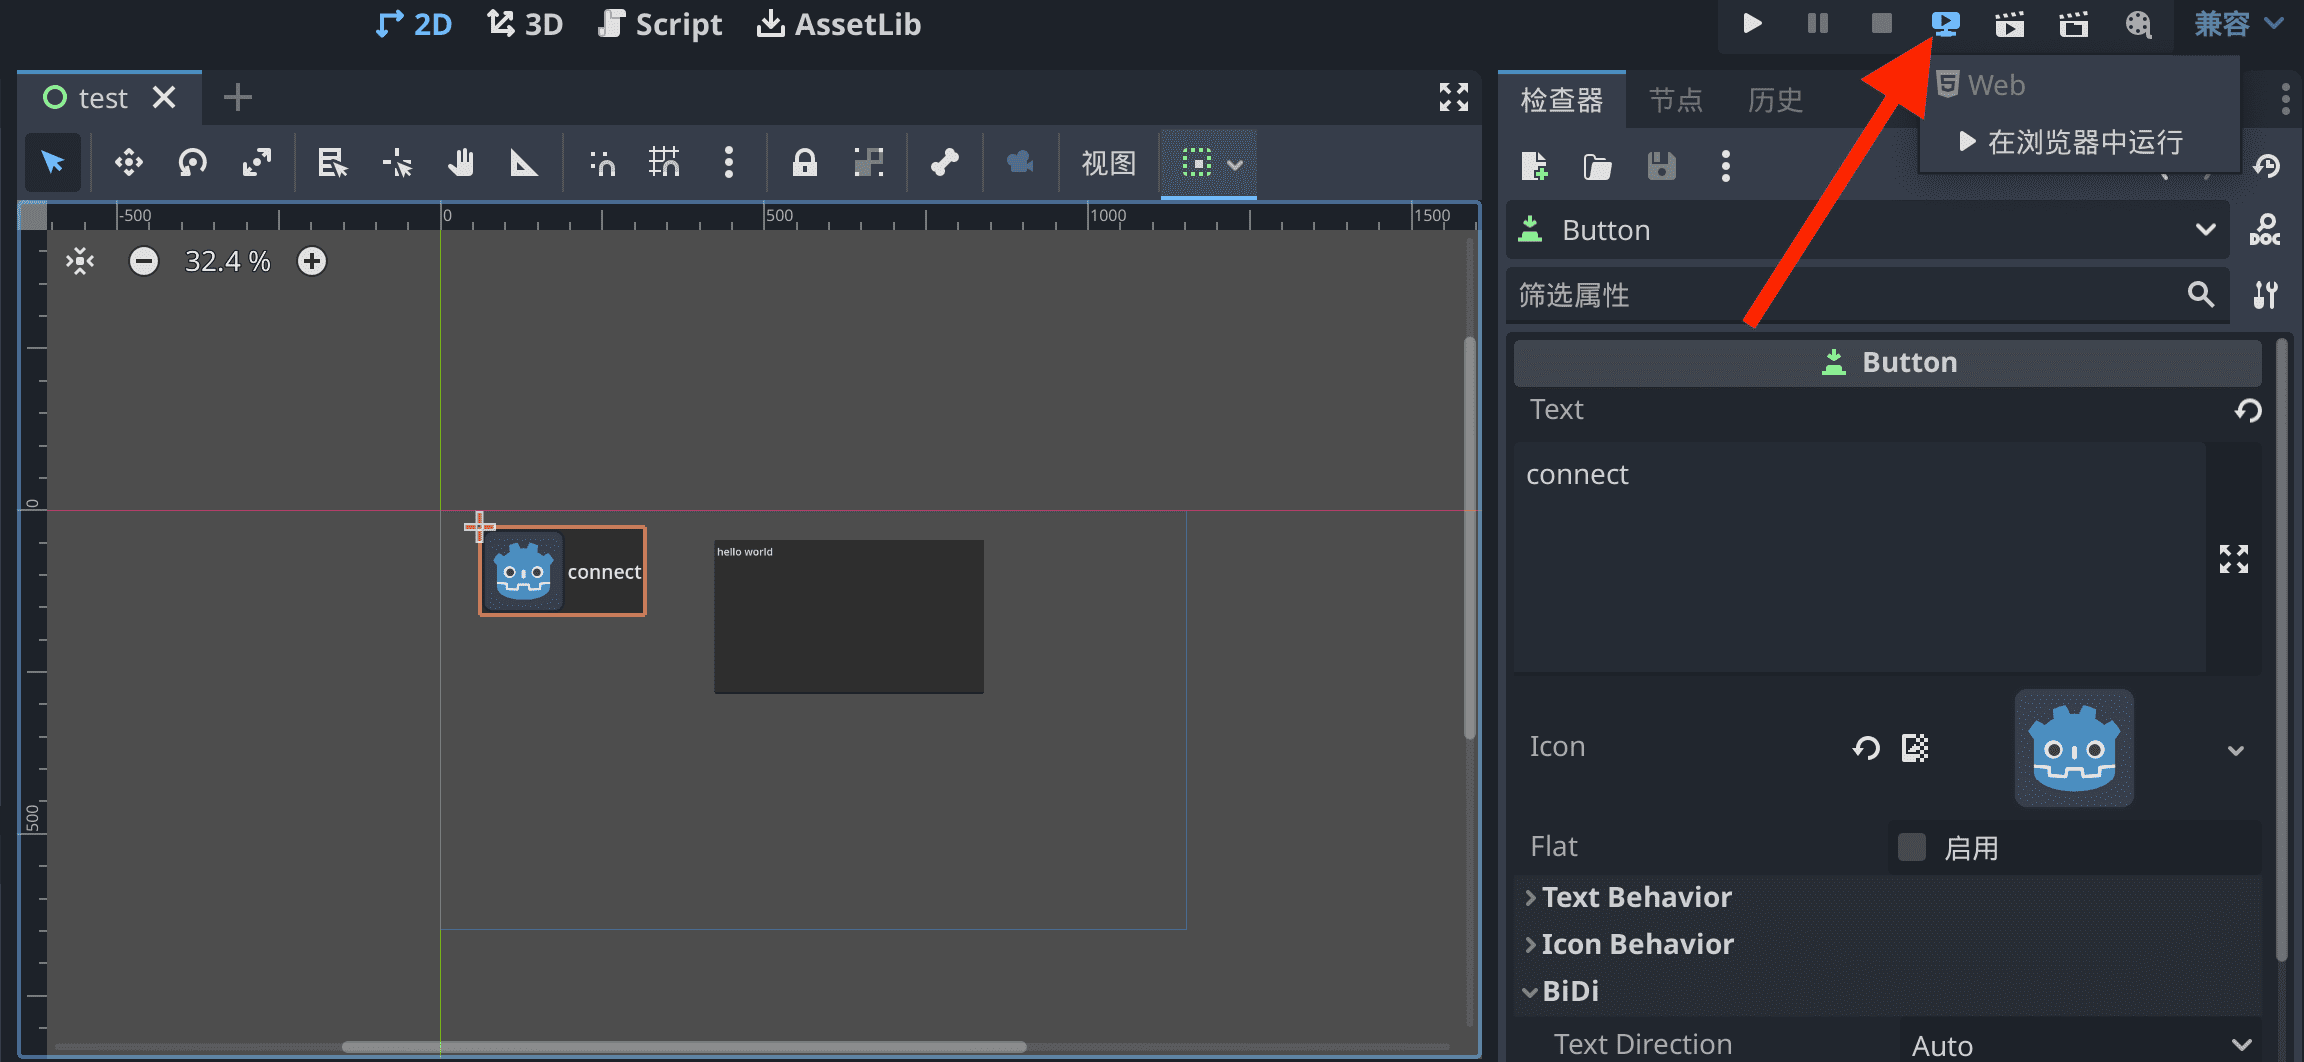 2D 3D Script AssetLib 兼容
test
检查器 节点 历史
Web
在浏览器中运行
视图
-500 0 500 1000 1500
32.4 %
0
500
connect
hello world
Button
DOC
筛选属性
Button
Text
connect
Icon
Flat 启用
Text Behavior
Icon Behavior
BiDi
Text Direction Auto